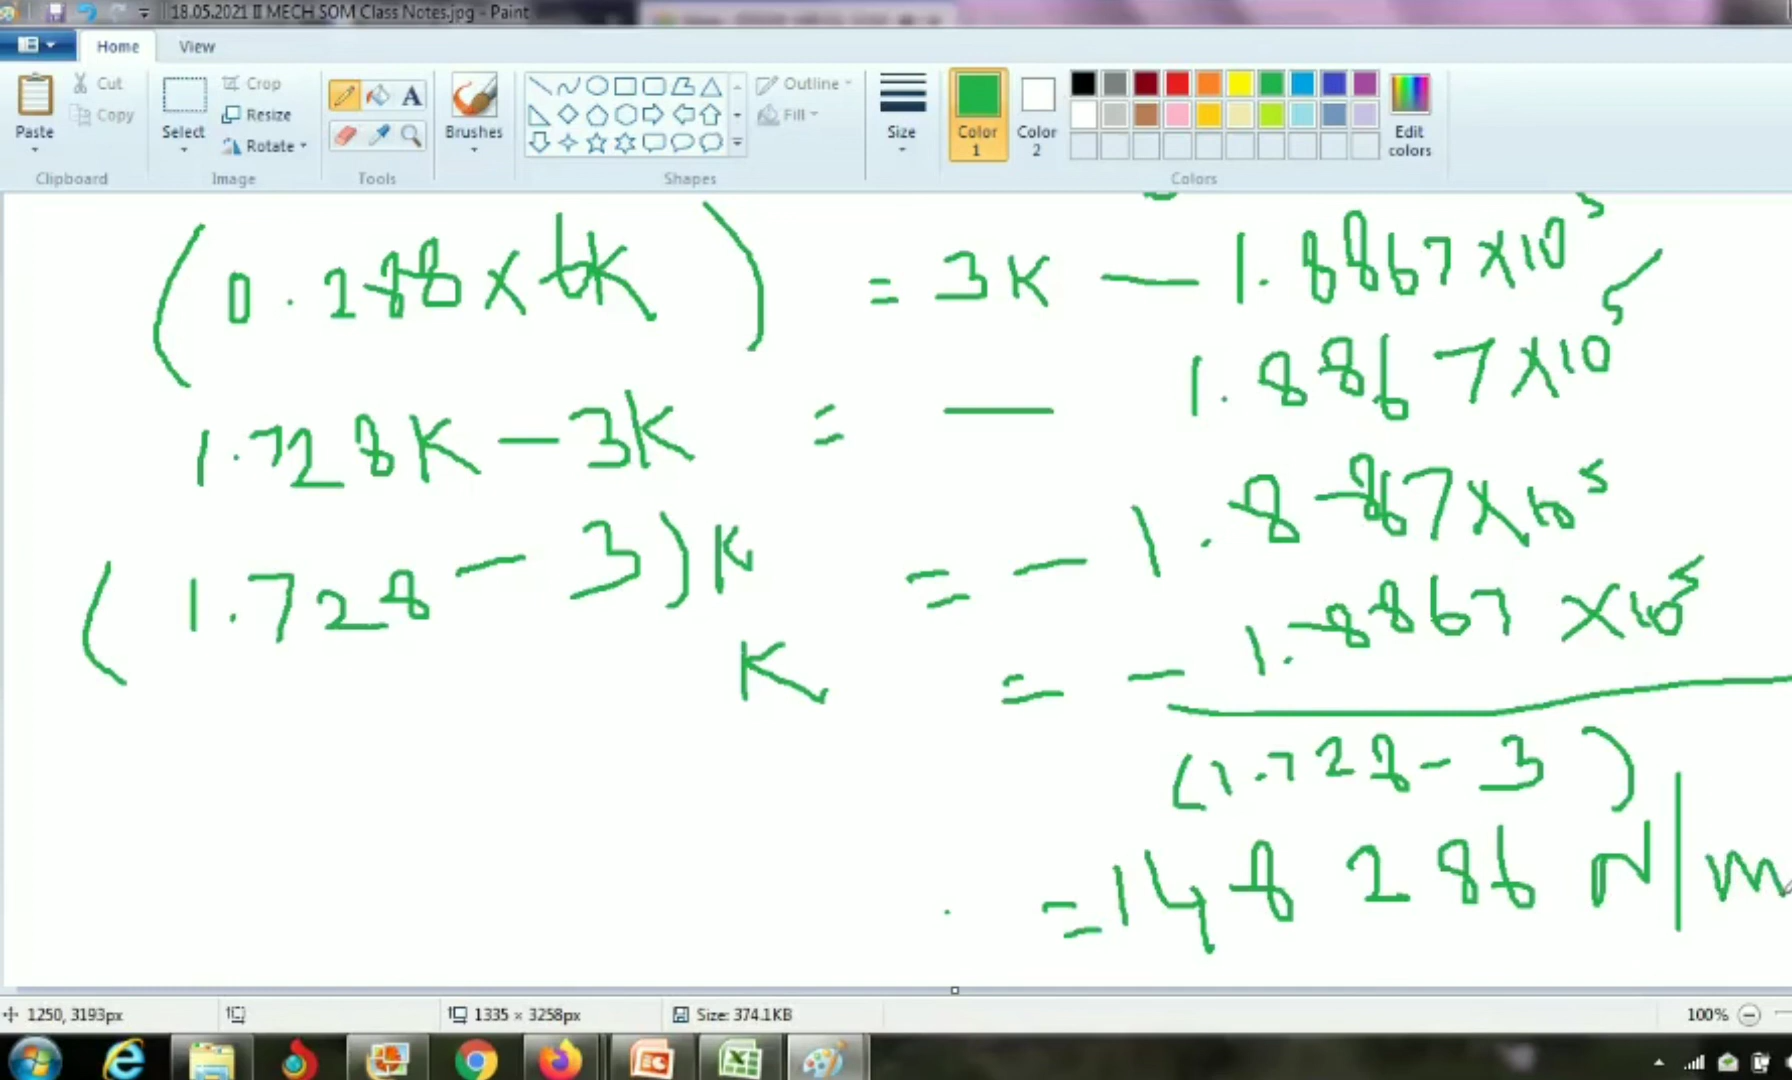 18.05.2021 II MECH SOM Class Notes.jpg - Paint
Home View
Paste
Cut
Copy
Clipboard
Select
Crop
Resize
Rotate
Image
Tools
Brushes
Shapes
Outline
Fill
Size
Color 1
Color 2
Edit colors
Colors
(0.288 × 6K) = 3K — 1.8867 × 10^5
1.728K - 3K = — 1.8867 × 10^5
(1.728 - 3)K = - 1.8867 × 10^5
K = - 1.8867 × 10^5
(1.728 - 3)
= 148 286 N/m
1250, 3193px
1335 × 3258px
Size: 374.1KB
100%